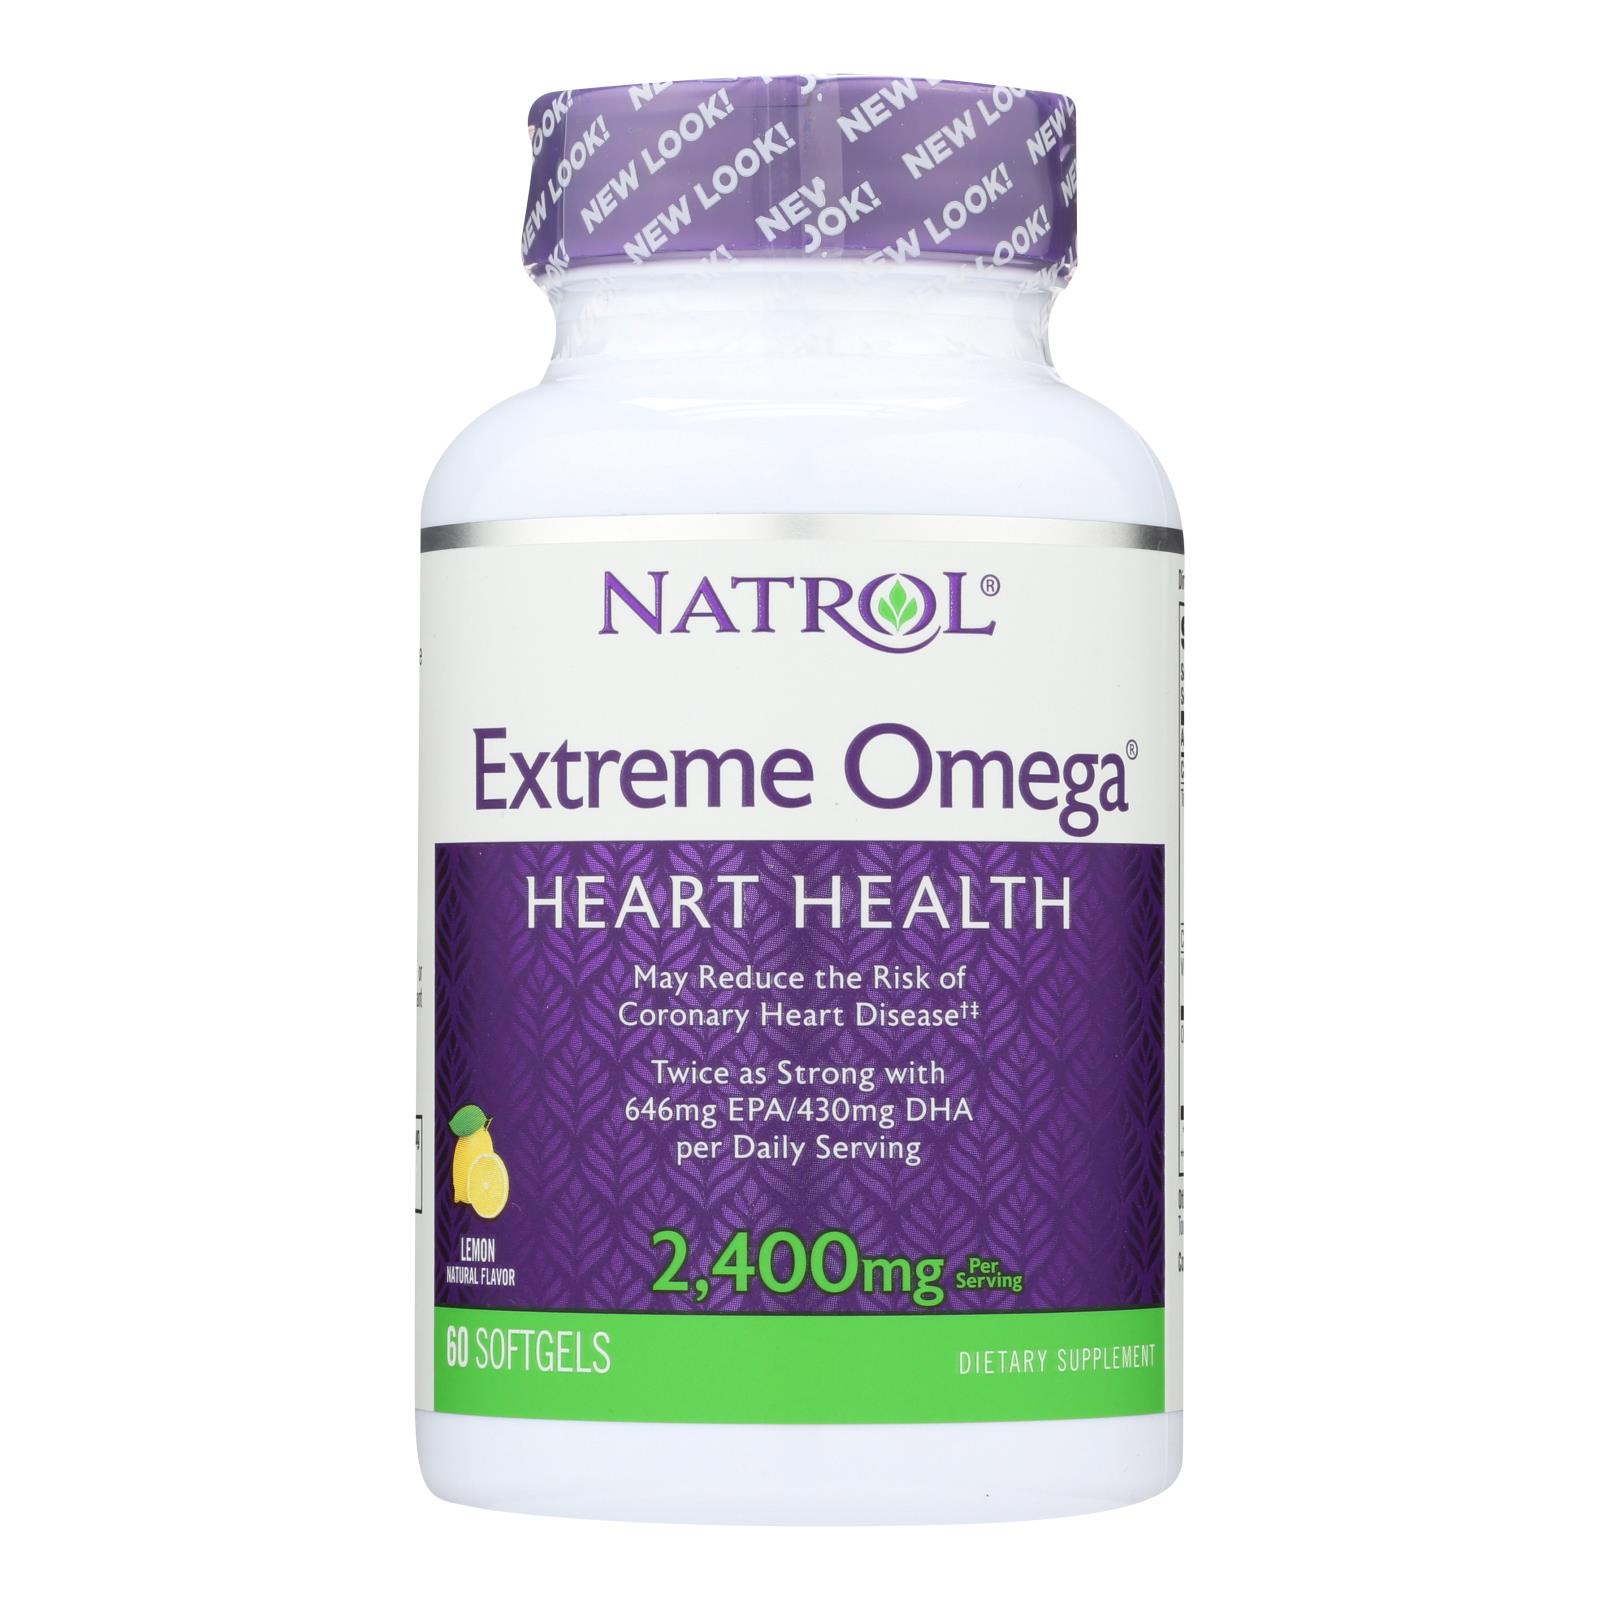 NEW LOOK!
NEW LOOK!
NEW LOOK!
NEW LOOK!
NATROL®
Extreme Omega®
HEART HEALTH
May Reduce the Risk of
Coronary Heart Disease†‡
Twice as Strong with
646mg EPA/430mg DHA
per Daily Serving
LEMON
NATURAL FLAVOR
2,400mg Per
Serving
60 SOFTGELS
DIETARY SUPPLEMENT